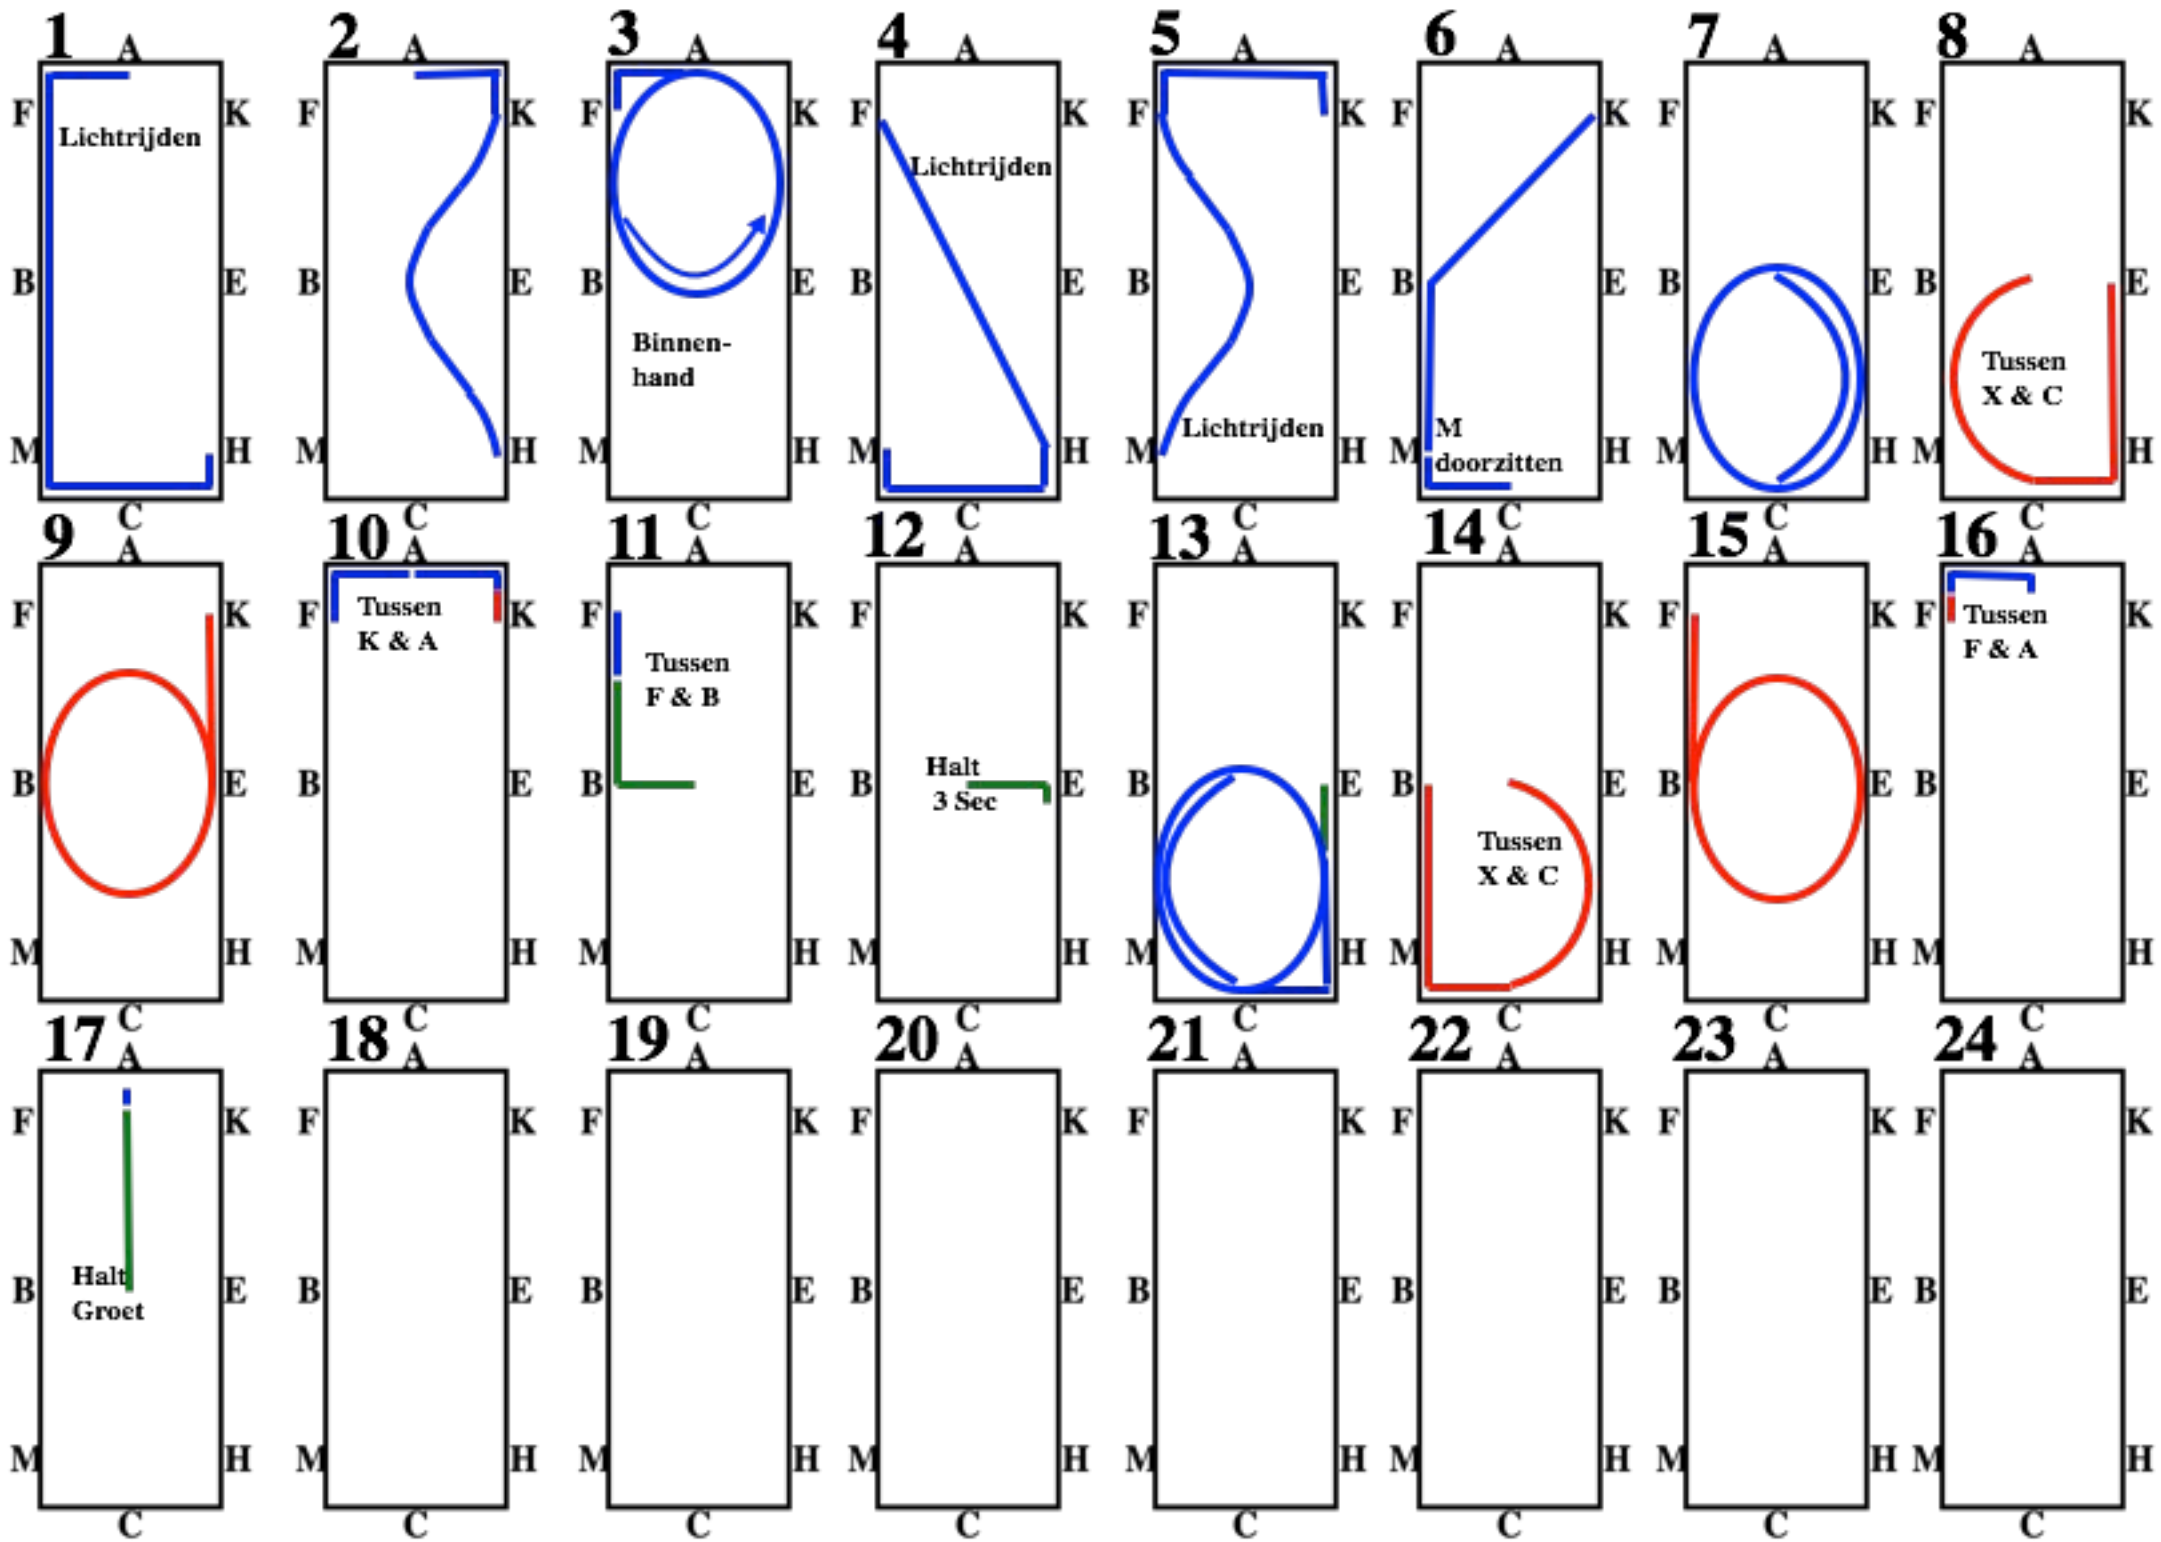 1 2 3 4 5 6 7 8
A A A A A A A A
F K F K F K F K F K F K F K F K
Lichtrijden
Lichtrijden
B E B E B E B E B E B E B E B E
Binnen-
hand
Tussen
X & C
Lichtrijden
M
doorzitten
M H M H M H M H M H M H M H M H
C C C C C C C C
9 10 11 12 13 14 15 16
A A A A A A A A
F K F K F K F K F K F K F K F K
Tussen
K & A
Tussen
F & B
Tussen
F & A
Halt
3 Sec
B E B E B E B E B E B E B E B E
Tussen
X & C
M H M H M H M H M H M H M H M H
C C C C C C C C
17 18 19 20 21 22 23 24
A A A A A A A A
F K F K F K F K F K F K F K F K
Halt
Groet
B E B E B E B E B E B E B E B E
M H M H M H M H M H M H M H M H
C C C C C C C C